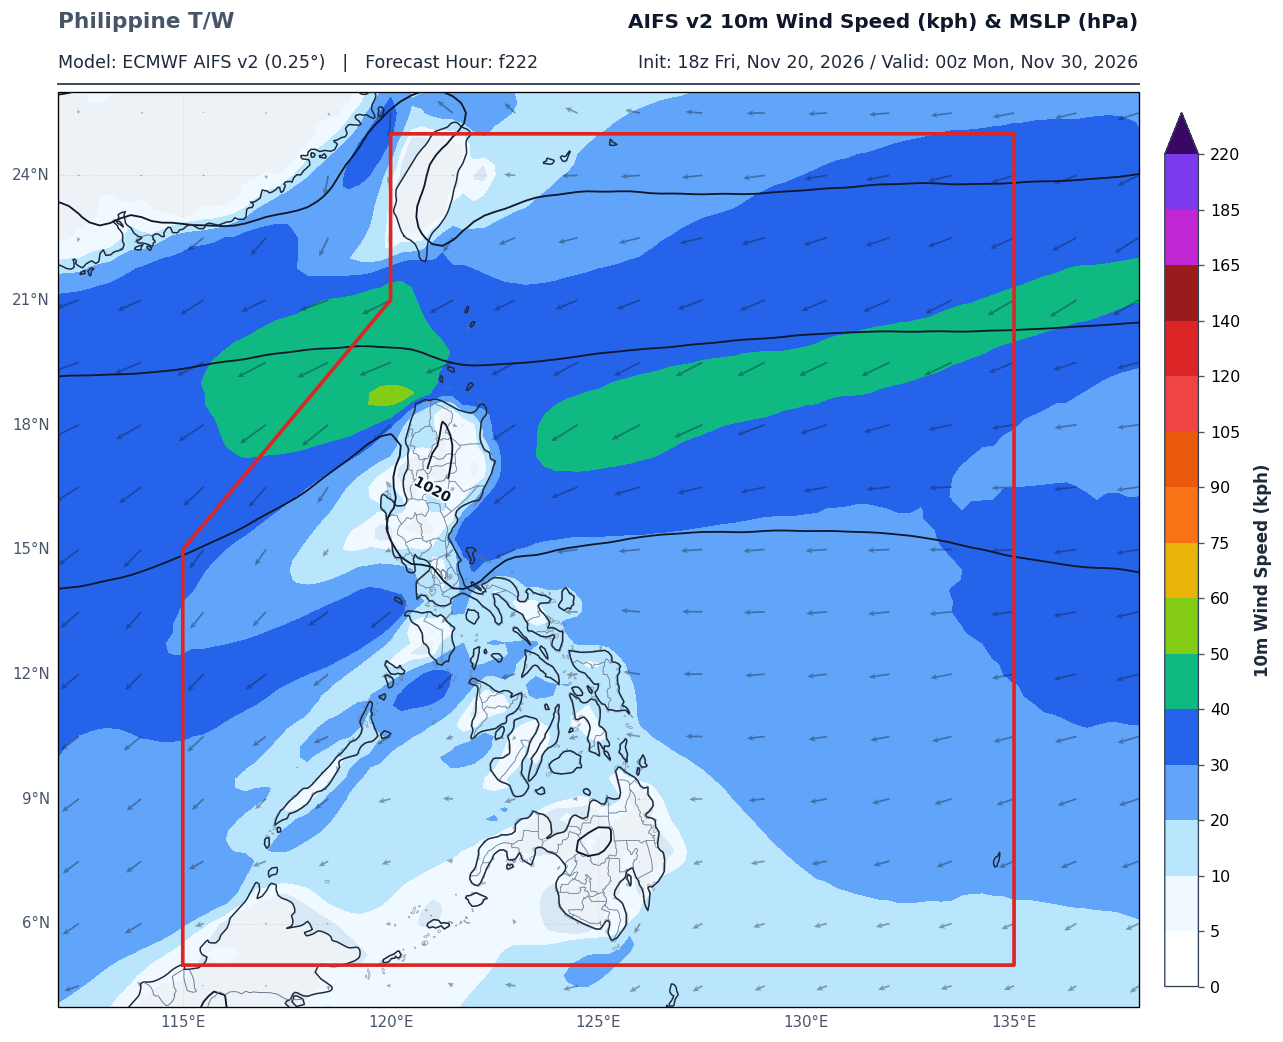 Philippine T/W
AIFS v2 10m Wind Speed (kph) & MSLP (hPa)
Model: ECMWF AIFS v2 (0.25°) | Forecast Hour: f222
Init: 18z Fri, Nov 20, 2026 / Valid: 00z Mon, Nov 30, 2026
24°N
21°N
18°N
15°N
12°N
9°N
6°N
1020
115°E
120°E
125°E
130°E
135°E
220
185
165
140
120
105
90
75
60
50
40
30
20
10
5
0
10m Wind Speed (kph)